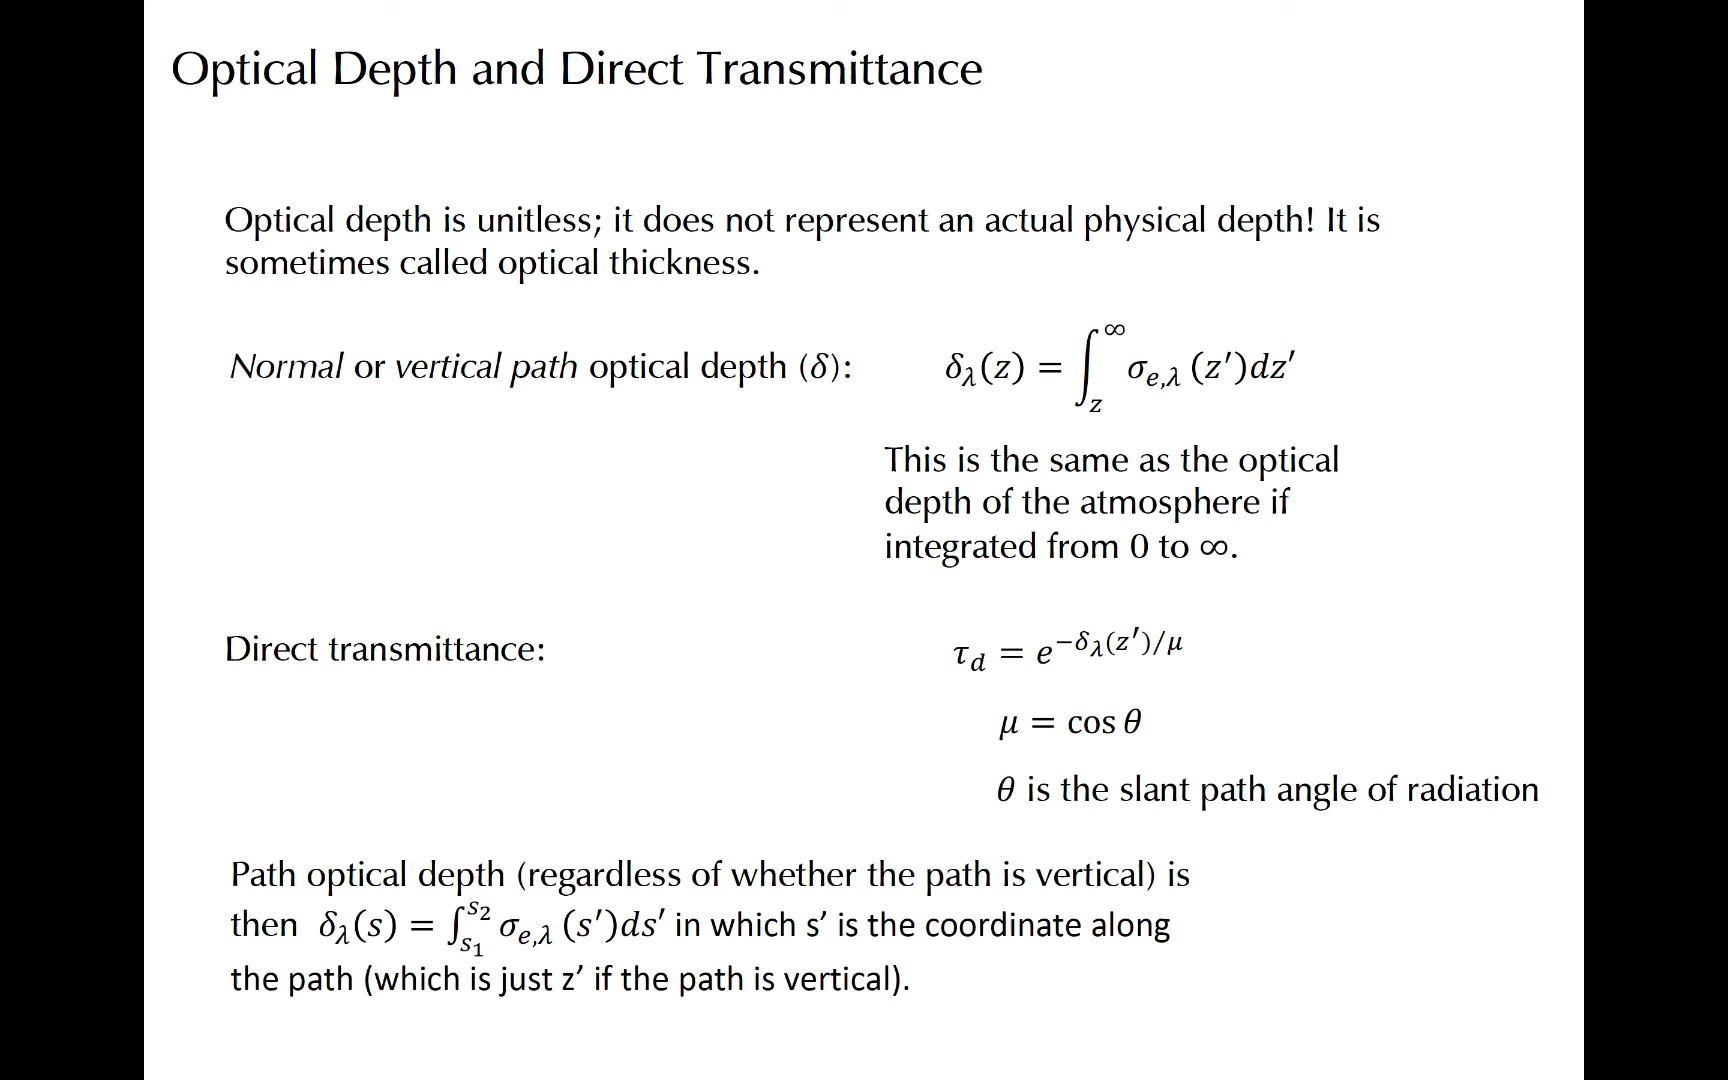 Optical Depth and Direct Transmittance
Optical depth is unitless; it does not represent an actual physical depth! It is
sometimes called optical thickness.
Normal or vertical path optical depth (δ): δ_λ(z) = ∫_z^∞ σ_{e,λ} (z′)dz′
This is the same as the optical
depth of the atmosphere if
integrated from 0 to ∞.
Direct transmittance: τ_d = e^{−δ_λ(z′)/μ}
μ = cos θ
θ is the slant path angle of radiation
Path optical depth (regardless of whether the path is vertical) is
then δ_λ(s) = ∫_{s_1}^{s_2} σ_{e,λ} (s′)ds′ in which s′ is the coordinate along
the path (which is just z′ if the path is vertical).